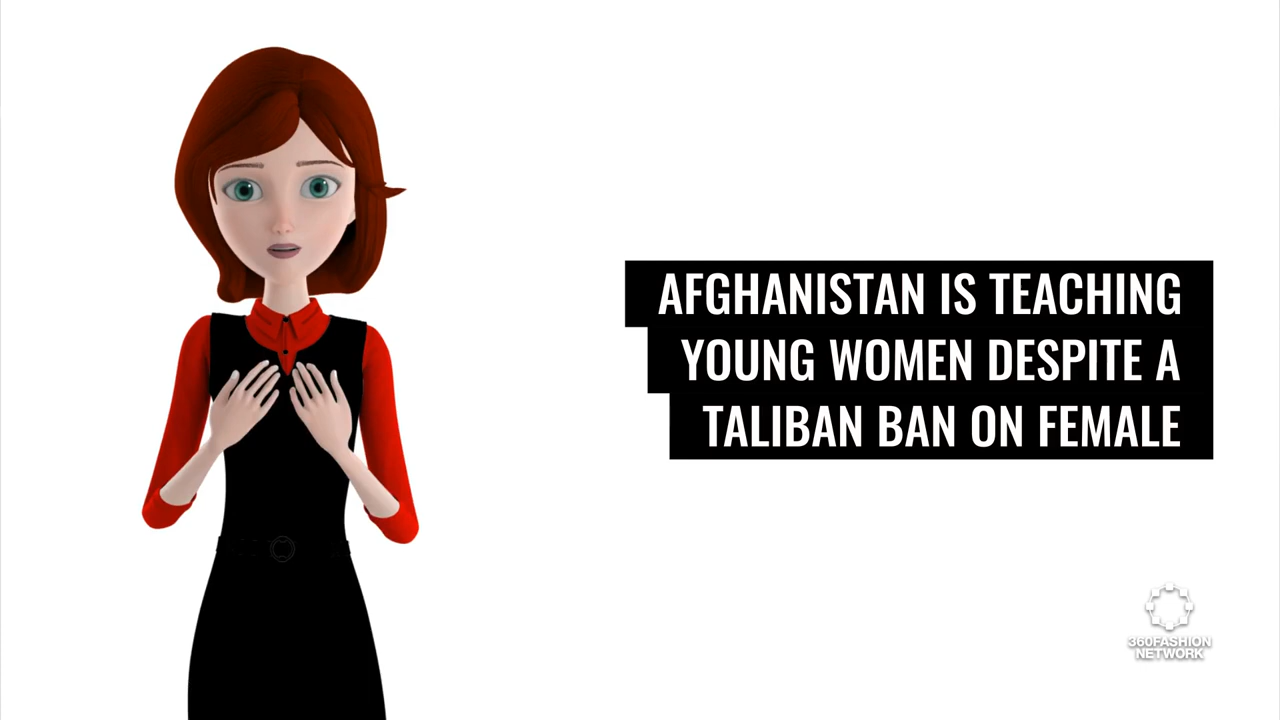 AFGHANISTAN IS TEACHING
YOUNG WOMEN DESPITE A
TALIBAN BAN ON FEMALE
360FASHION
NETWORK